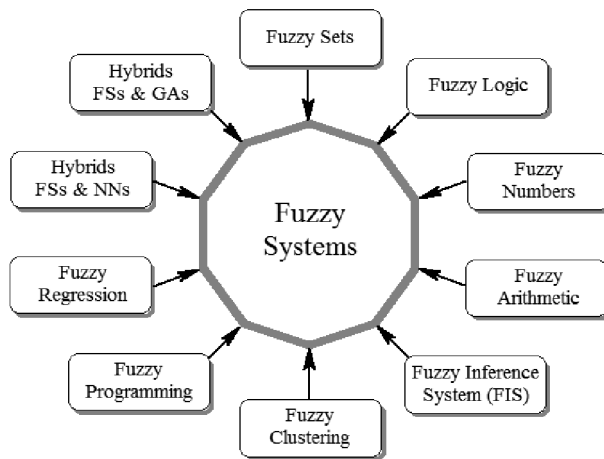 Fuzzy Sets
Fuzzy Logic
Fuzzy
Numbers
Fuzzy
Arithmetic
Fuzzy Inference
System (FIS)
Fuzzy
Clustering
Fuzzy
Programming
Fuzzy
Regression
Hybrids
FSs & NNs
Hybrids
FSs & GAs
Fuzzy
Systems